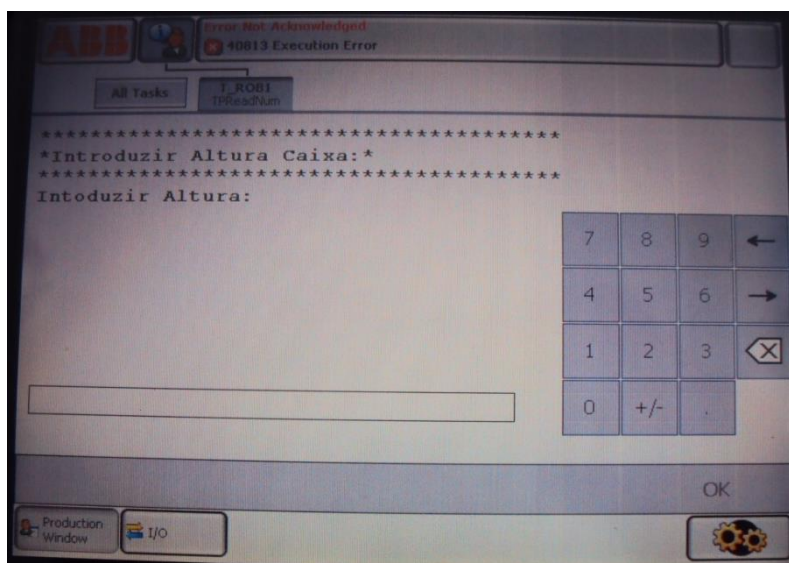 ABB
Error Not Acknowledged
40813 Execution Error
All Tasks
T_ROB1
TPReadNum
****************************************
*Introduzir Altura Caixa:*
****************************************
Intoduzir Altura:
7 8 9
4 5 6
1 2 3
0 +/- .
OK
Production
Window
I/O